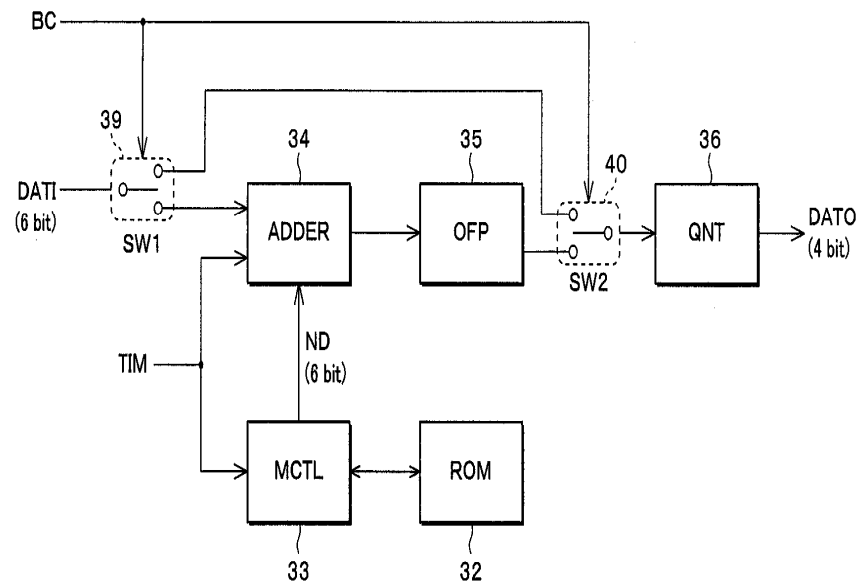 BC
39
34
35
40
36
DATI
(6 bit)
SW1
ADDER
OFP
SW2
QNT
DATO
(4 bit)
TIM
ND
(6 bit)
MCTL
ROM
33
32